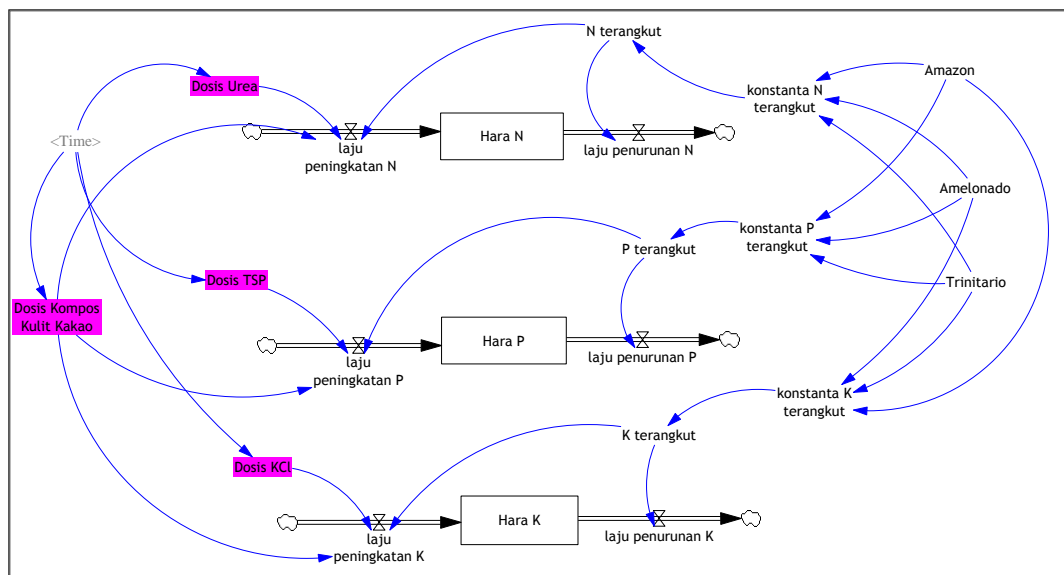 N terangkut
Dosis Urea
Amazon
konstanta N
terangkut
Hara N
<Time>
laju
peningkatan N
laju penurunan N
Amelonado
konstanta P
terangkut
P terangkut
Dosis TSP
Trinitario
Dosis Kompos
Kulit Kakao
Hara P
laju
peningkatan P
laju penurunan P
konstanta K
terangkut
K terangkut
Dosis KCl
Hara K
laju
peningkatan K
laju penurunan K